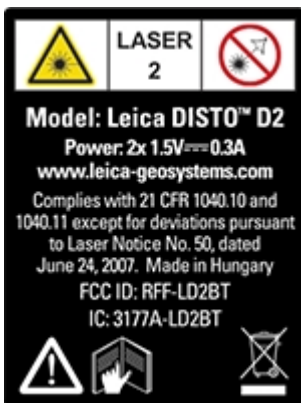 LASER
2
Model: Leica DISTO™ D2
Power: 2x 1.5V⎓0.3A
www.leica-geosystems.com
Complies with 21 CFR 1040.10 and
1040.11 except for deviations pursuant
to Laser Notice No. 50, dated
June 24, 2007. Made in Hungary
FCC ID: RFF-LD2BT
IC: 3177A-LD2BT